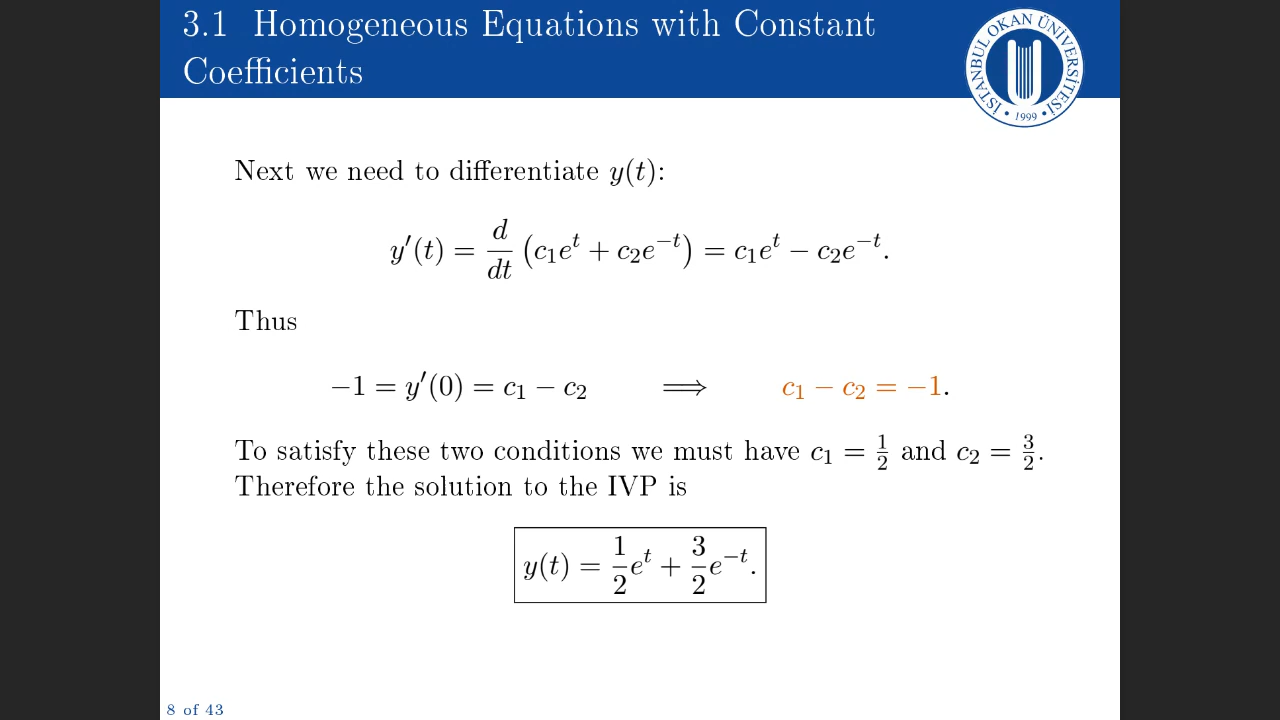 3.1 Homogeneous Equations with Constant
Coefficients
İSTANBUL OKAN ÜNİVERSİTESİ
• 1999 •
Next we need to differentiate y(t):
y′(t) = d/dt (c₁eᵗ + c₂e⁻ᵗ) = c₁eᵗ − c₂e⁻ᵗ.
Thus
−1 = y′(0) = c₁ − c₂ ⟹ c₁ − c₂ = −1.
To satisfy these two conditions we must have c₁ = 1/2 and c₂ = 3/2.
Therefore the solution to the IVP is
y(t) = 1/2 eᵗ + 3/2 e⁻ᵗ.
8 of 43